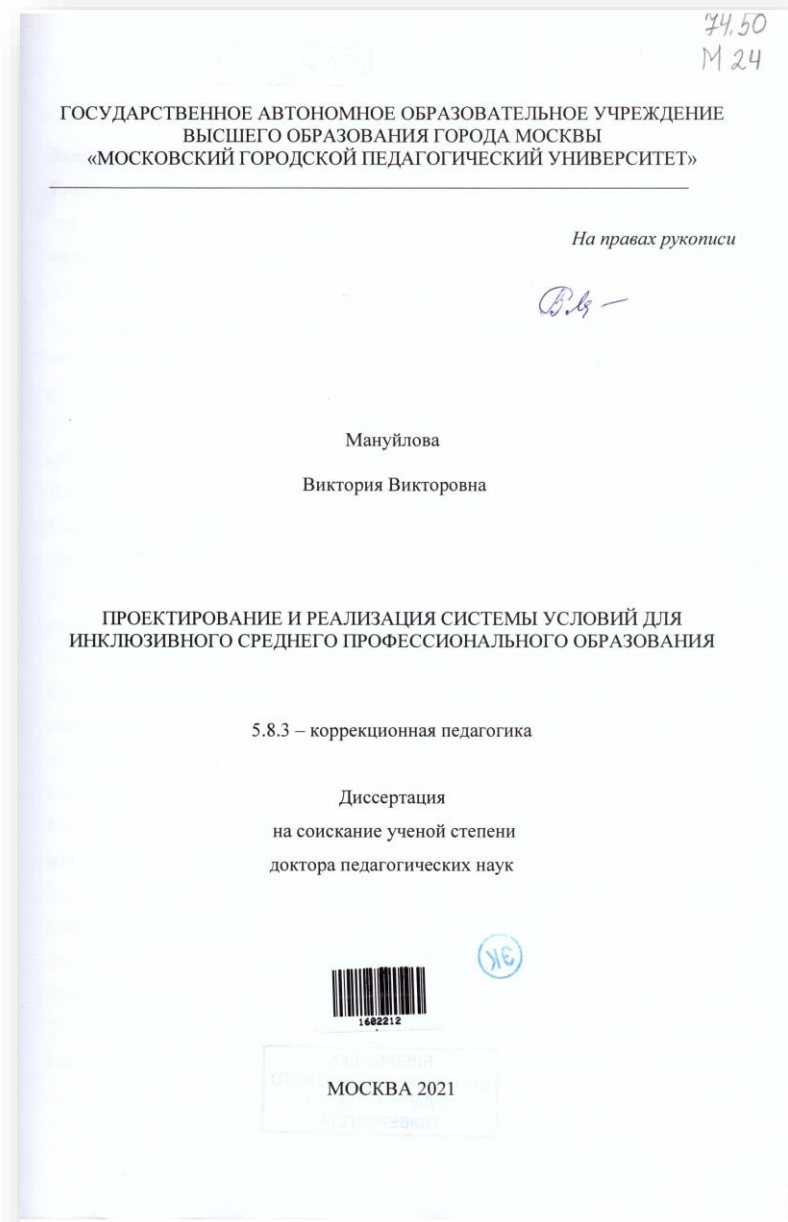 74.50
М 24
ГОСУДАРСТВЕННОЕ АВТОНОМНОЕ ОБРАЗОВАТЕЛЬНОЕ УЧРЕЖДЕНИЕ
ВЫСШЕГО ОБРАЗОВАНИЯ ГОРОДА МОСКВЫ
«МОСКОВСКИЙ ГОРОДСКОЙ ПЕДАГОГИЧЕСКИЙ УНИВЕРСИТЕТ»
На правах рукописи
Мануйлова
Виктория Викторовна
ПРОЕКТИРОВАНИЕ И РЕАЛИЗАЦИЯ СИСТЕМЫ УСЛОВИЙ ДЛЯ
ИНКЛЮЗИВНОГО СРЕДНЕГО ПРОФЕССИОНАЛЬНОГО ОБРАЗОВАНИЯ
5.8.3 – коррекционная педагогика
Диссертация
на соискание ученой степени
доктора педагогических наук
ЭК
1602212
МОСКВА 2021